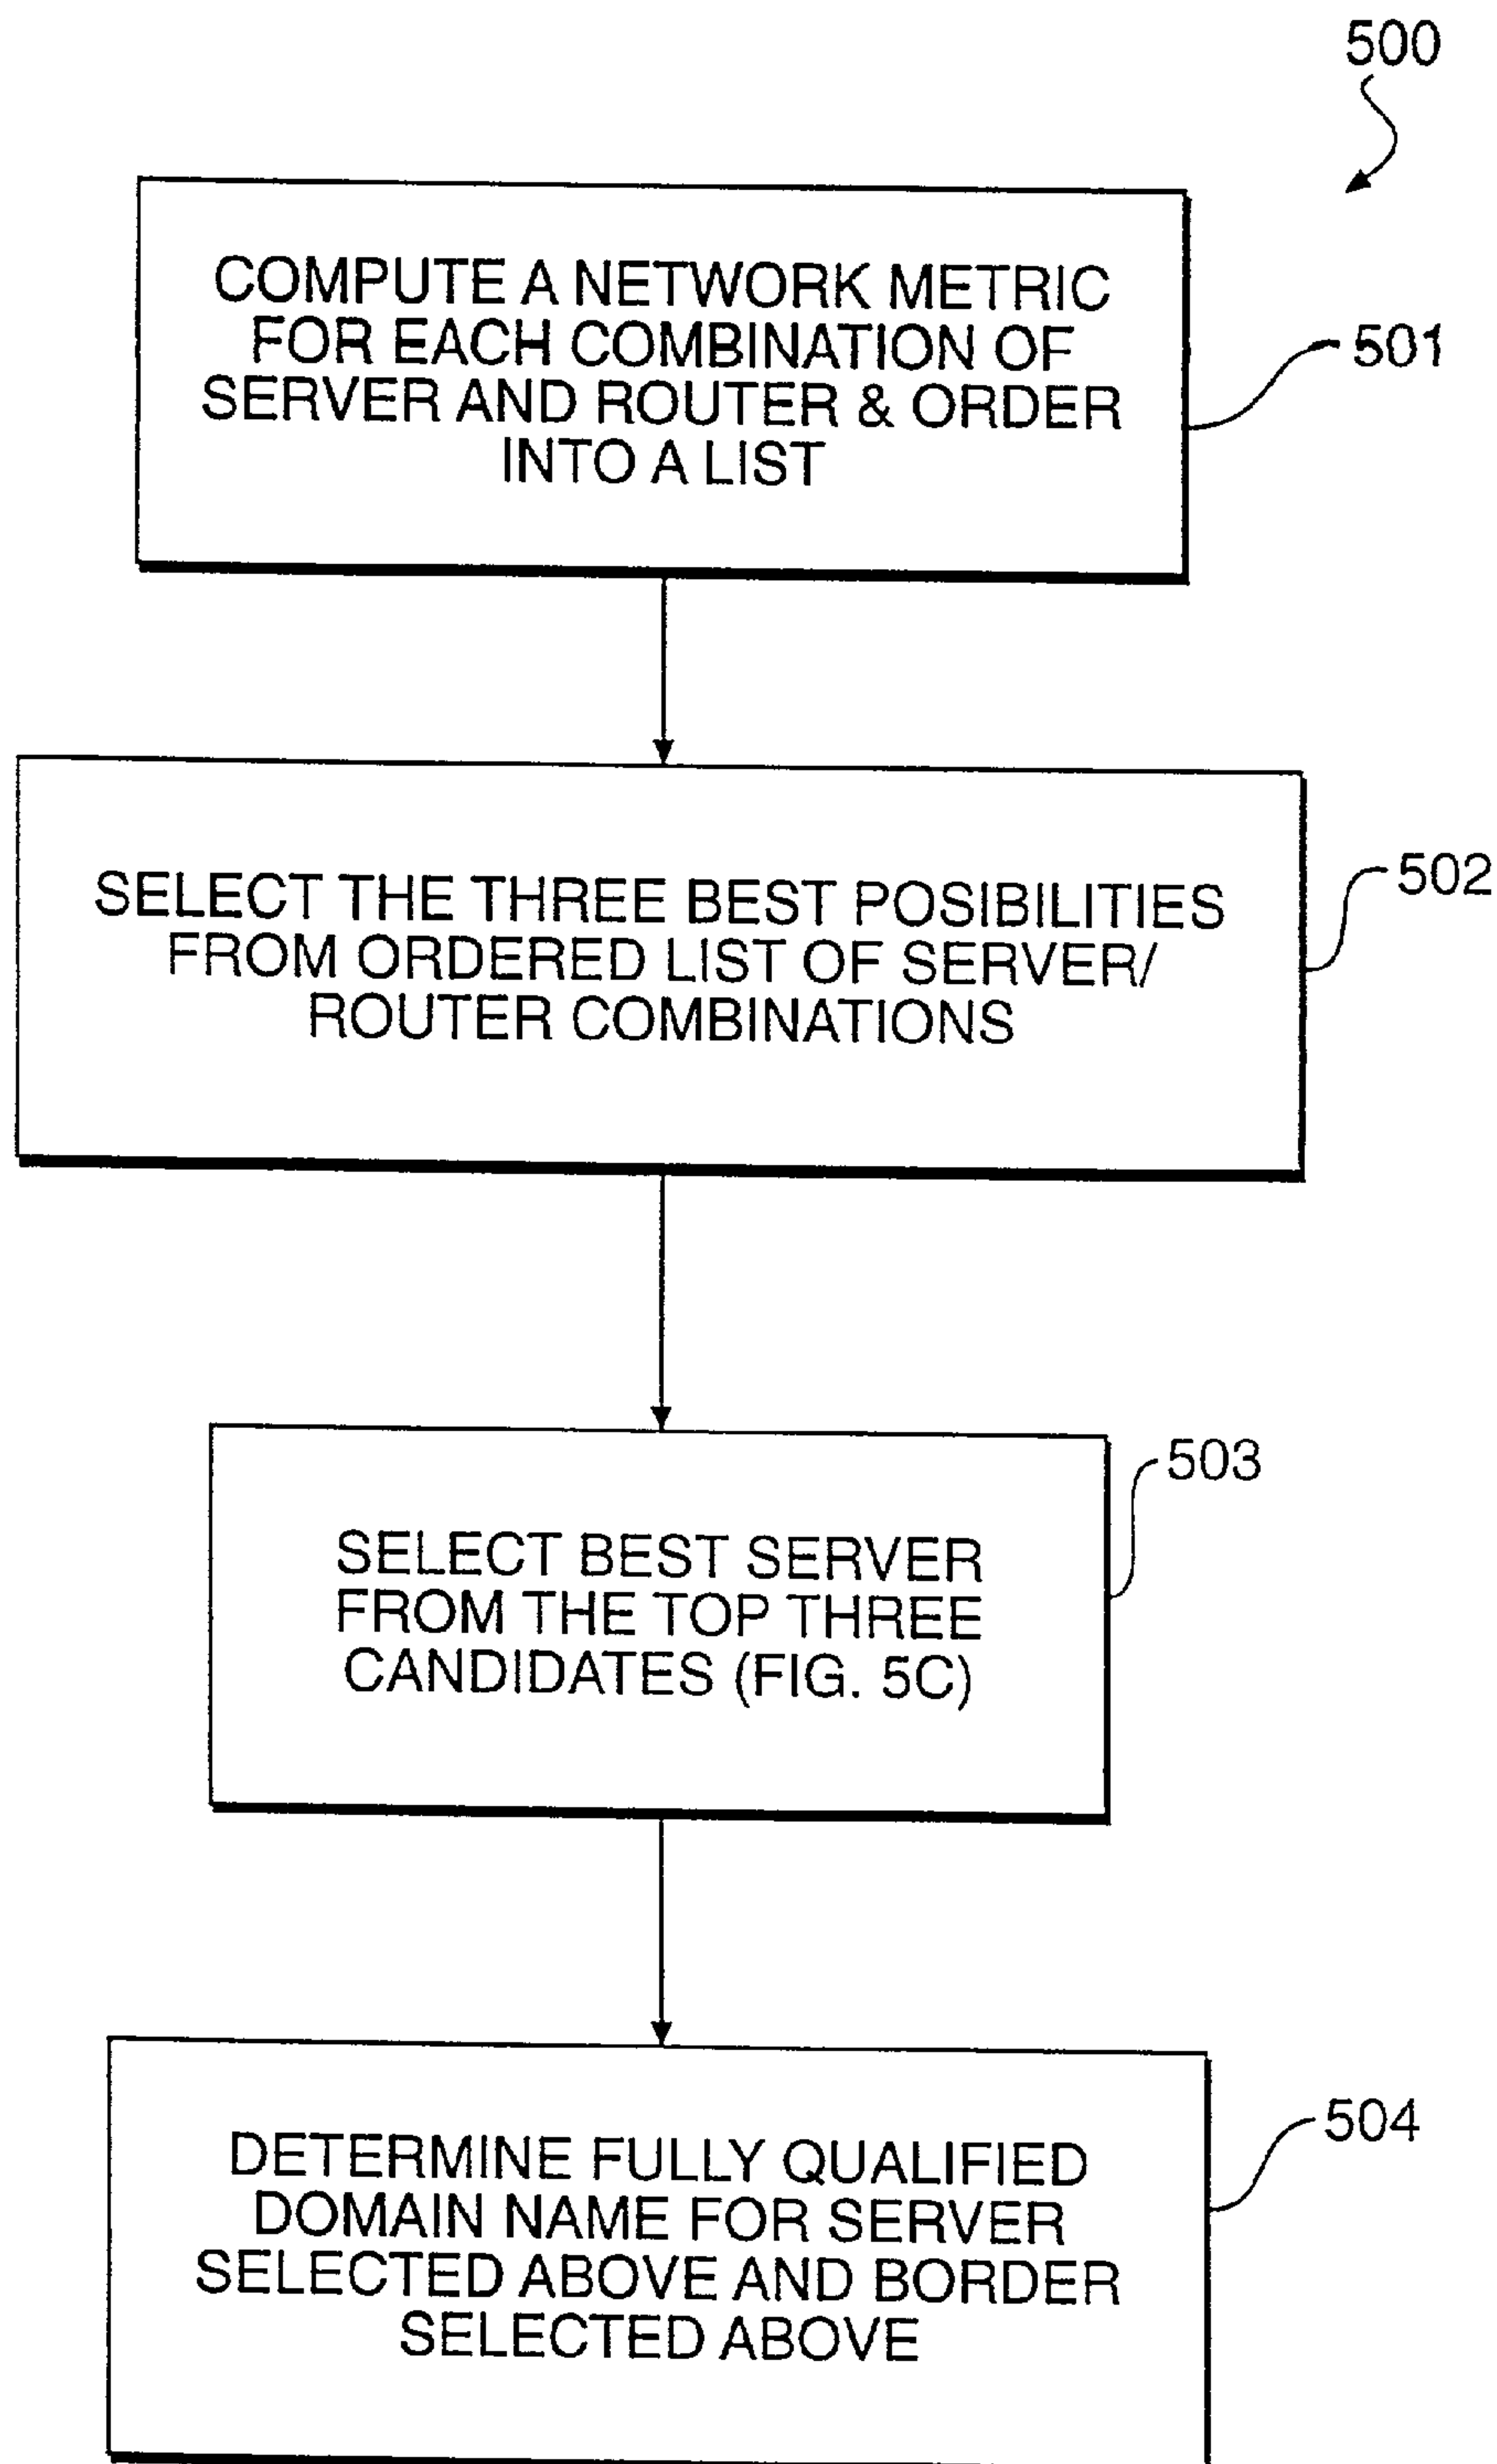 500
COMPUTE A NETWORK METRIC
FOR EACH COMBINATION OF
SERVER AND ROUTER & ORDER
INTO A LIST
501
SELECT THE THREE BEST POSIBILITIES
FROM ORDERED LIST OF SERVER/
ROUTER COMBINATIONS
502
SELECT BEST SERVER
FROM THE TOP THREE
CANDIDATES (FIG. 5C)
503
DETERMINE FULLY QUALIFIED
DOMAIN NAME FOR SERVER
SELECTED ABOVE AND BORDER
SELECTED ABOVE
504